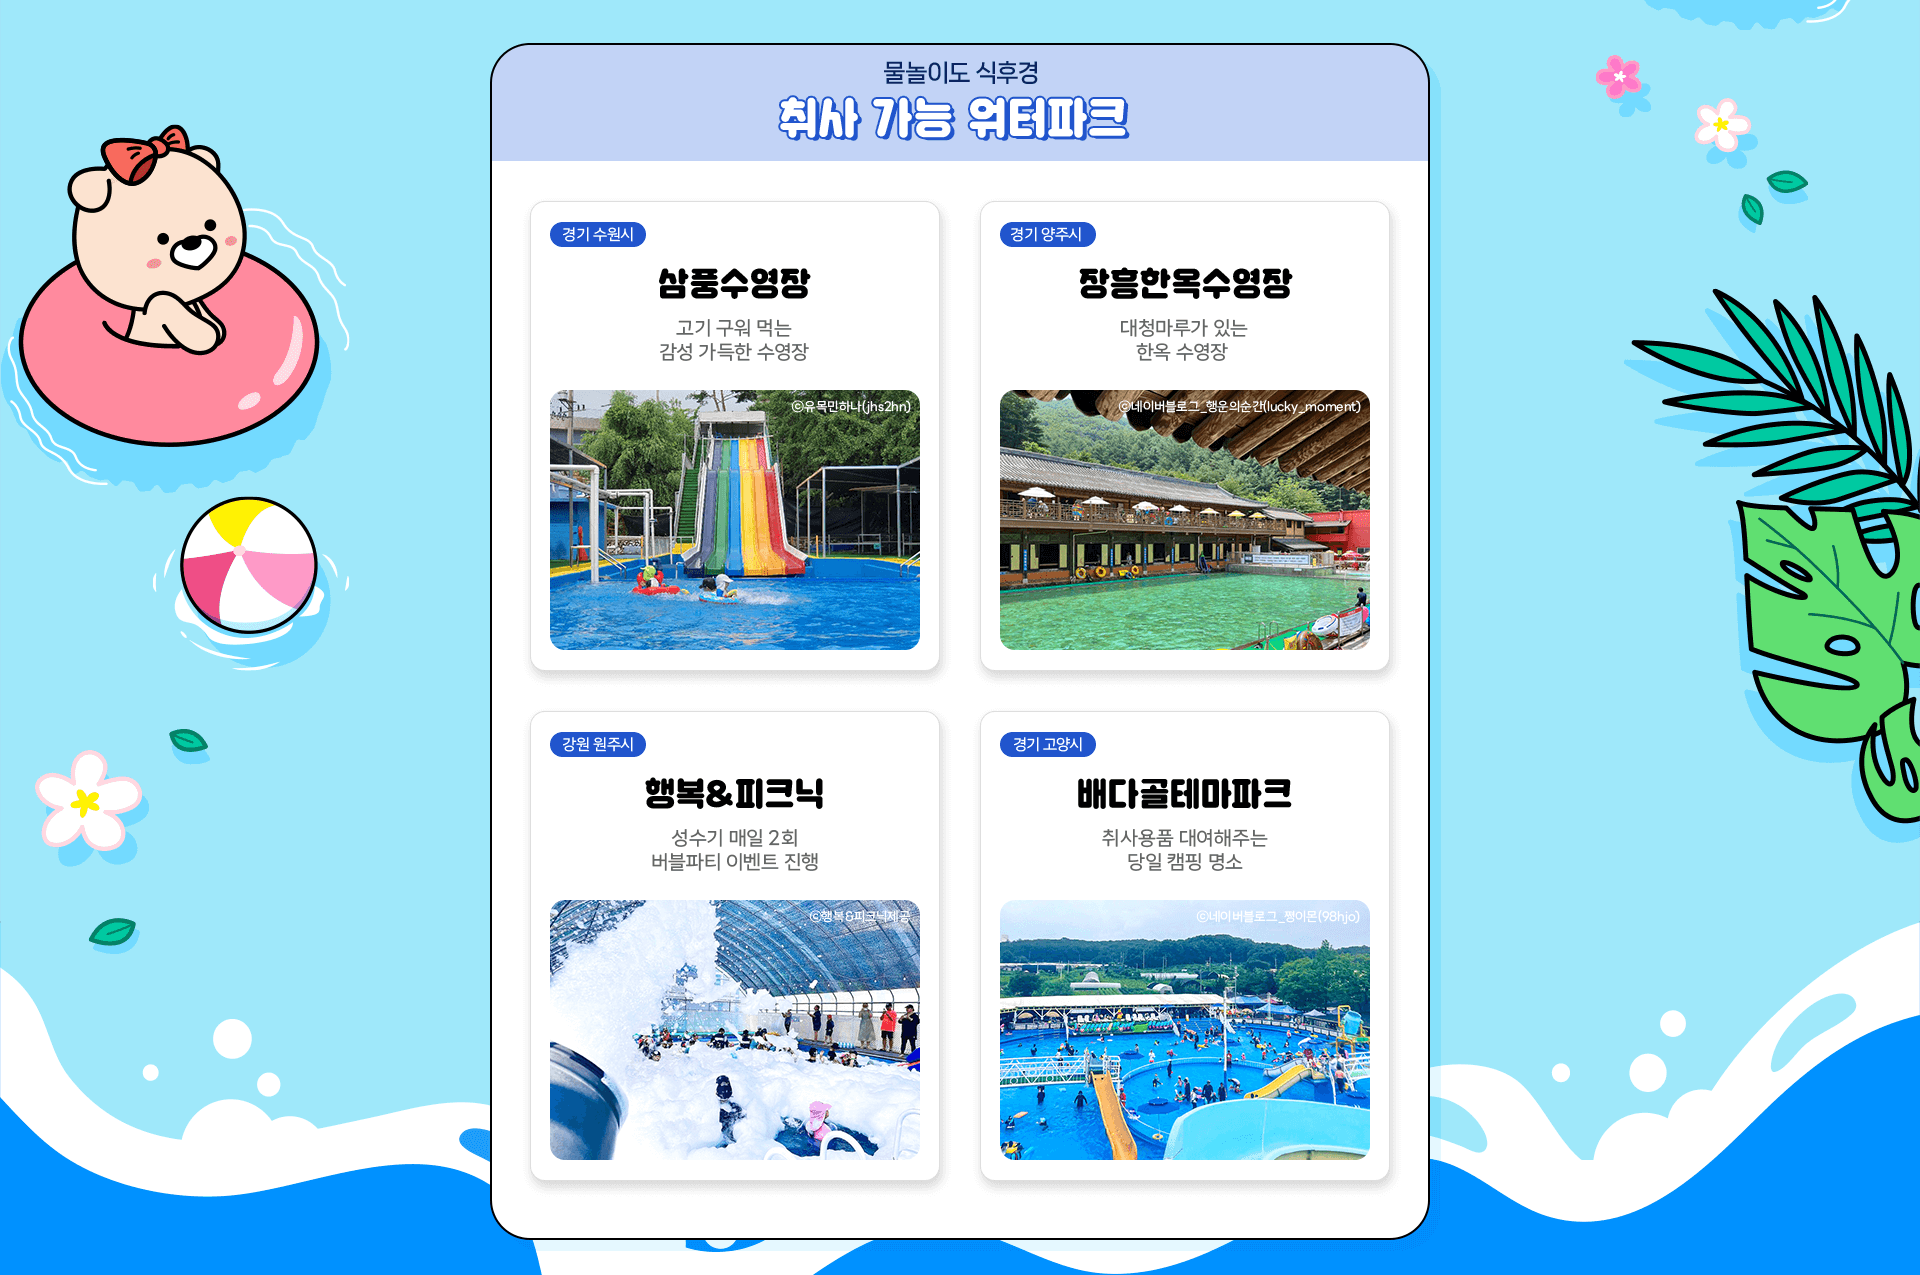 물놀이도 식후경
취사 가능 워터파크
경기 수원시
삼풍수영장
고기 구워 먹는
감성 가득한 수영장
ⓒ유목민하나(jhs2hn)
경기 양주시
장흥한옥수영장
대청마루가 있는
한옥 수영장
ⓒ네이버블로그_행운의순간(lucky_moment)
강원 원주시
행복&피크닉
성수기 매일 2회
버블파티 이벤트 진행
ⓒ행복&피크닉제공
경기 고양시
배다골테마파크
취사용품 대여해주는
당일 캠핑 명소
ⓒ네이버블로그_쩡이몬(98hjo)